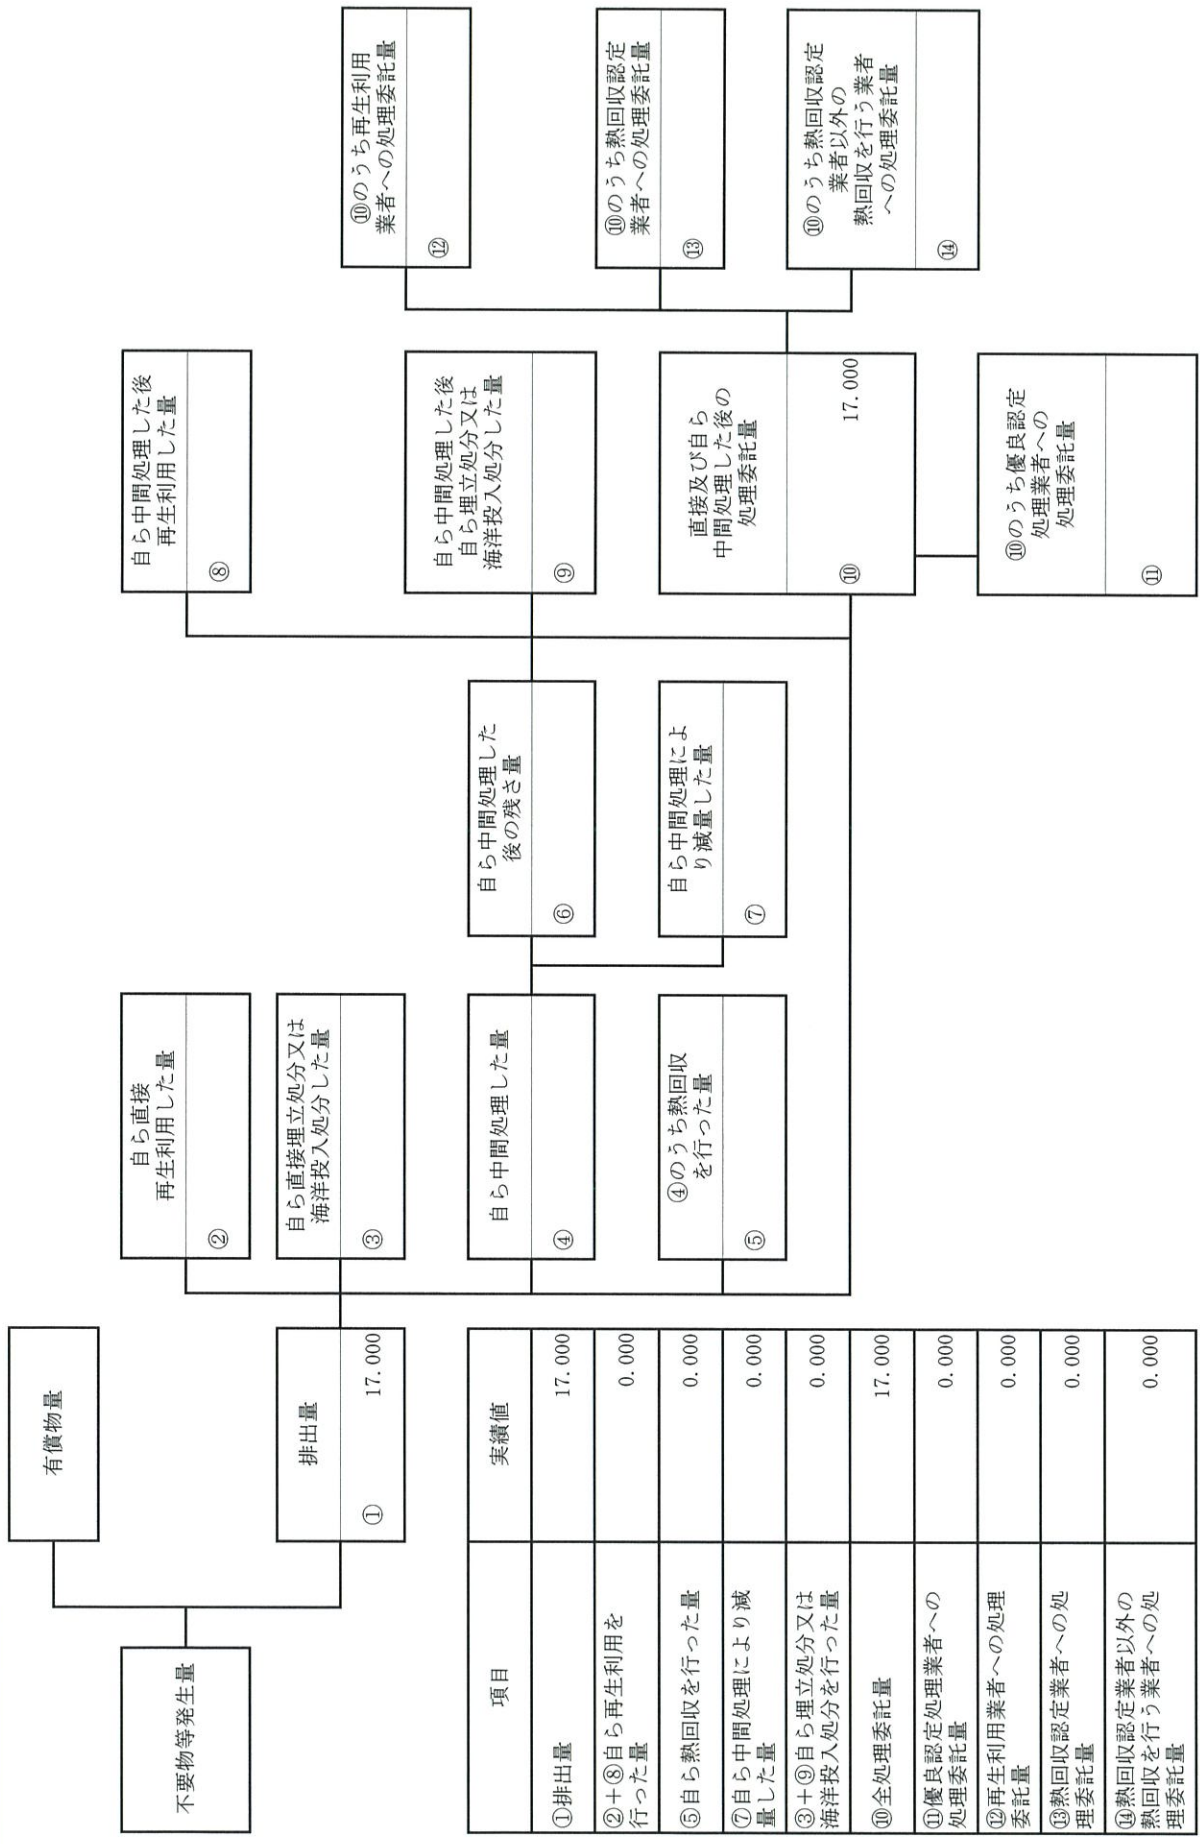 不要物等発生量
有償物量
排出量
① 17.000
自ら直接
再生利用した量
②
自ら直接埋立処分又は
海洋投入処分した量
③
自ら中間処理した量
④
④のうち熱回収
を行った量
⑤
自ら中間処理した
後の残さ量
⑥
自ら中間処理によ
り減量した量
⑦
自ら中間処理した後
再生利用した量
⑧
自ら中間処理した後
自ら埋立処分又は
海洋投入処分した量
⑨
直接及び自ら
中間処理した後の
処理委託量
⑩ 17.000
⑩のうち優良認定
処理業者への
処理委託量
⑪
⑩のうち再生利用
業者への処理委託量
⑫
⑩のうち熱回収認定
業者への処理委託量
⑬
⑩のうち熱回収認定
業者以外の
熱回収を行う業者
への処理委託量
⑭
項目 実績値
①排出量 17.000
②+⑧自ら再生利用を
行った量 0.000
⑤自ら熱回収を行った量 0.000
⑦自ら中間処理により減
量した量 0.000
③+⑨自ら埋立処分又は
海洋投入処分を行った量 0.000
⑩全処理委託量 17.000
⑪優良認定処理業者への
処理委託量 0.000
⑫再生利用業者への処理
委託量 0.000
⑬熱回収認定業者への処
理委託量 0.000
⑭熱回収認定業者以外の
熱回収を行う業者への処
理委託量 0.000